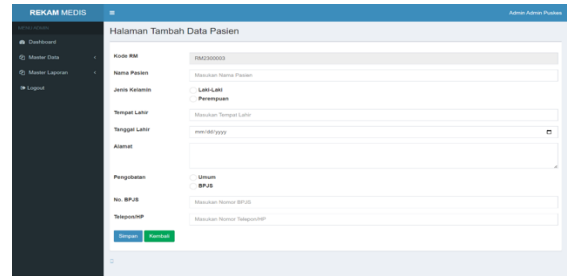 REKAM MEDIS
Admin Admin Puskes
MENU ADMIN
Dashboard
Master Data
Master Laporan
Logout
Halaman Tambah Data Pasien
Kode RM
RM2300003
Nama Pasien
Masukan Nama Pasien
Jenis Kelamin
Laki-Laki
Perempuan
Tempat Lahir
Masukan Tempat Lahir
Tanggal Lahir
mm/dd/yyyy
Alamat
Pengobatan
Umum
BPJS
No. BPJS
Masukan Nomor BPJS
Telepon/HP
Masukan Nomor Telepon/HP
Simpan
Kembali